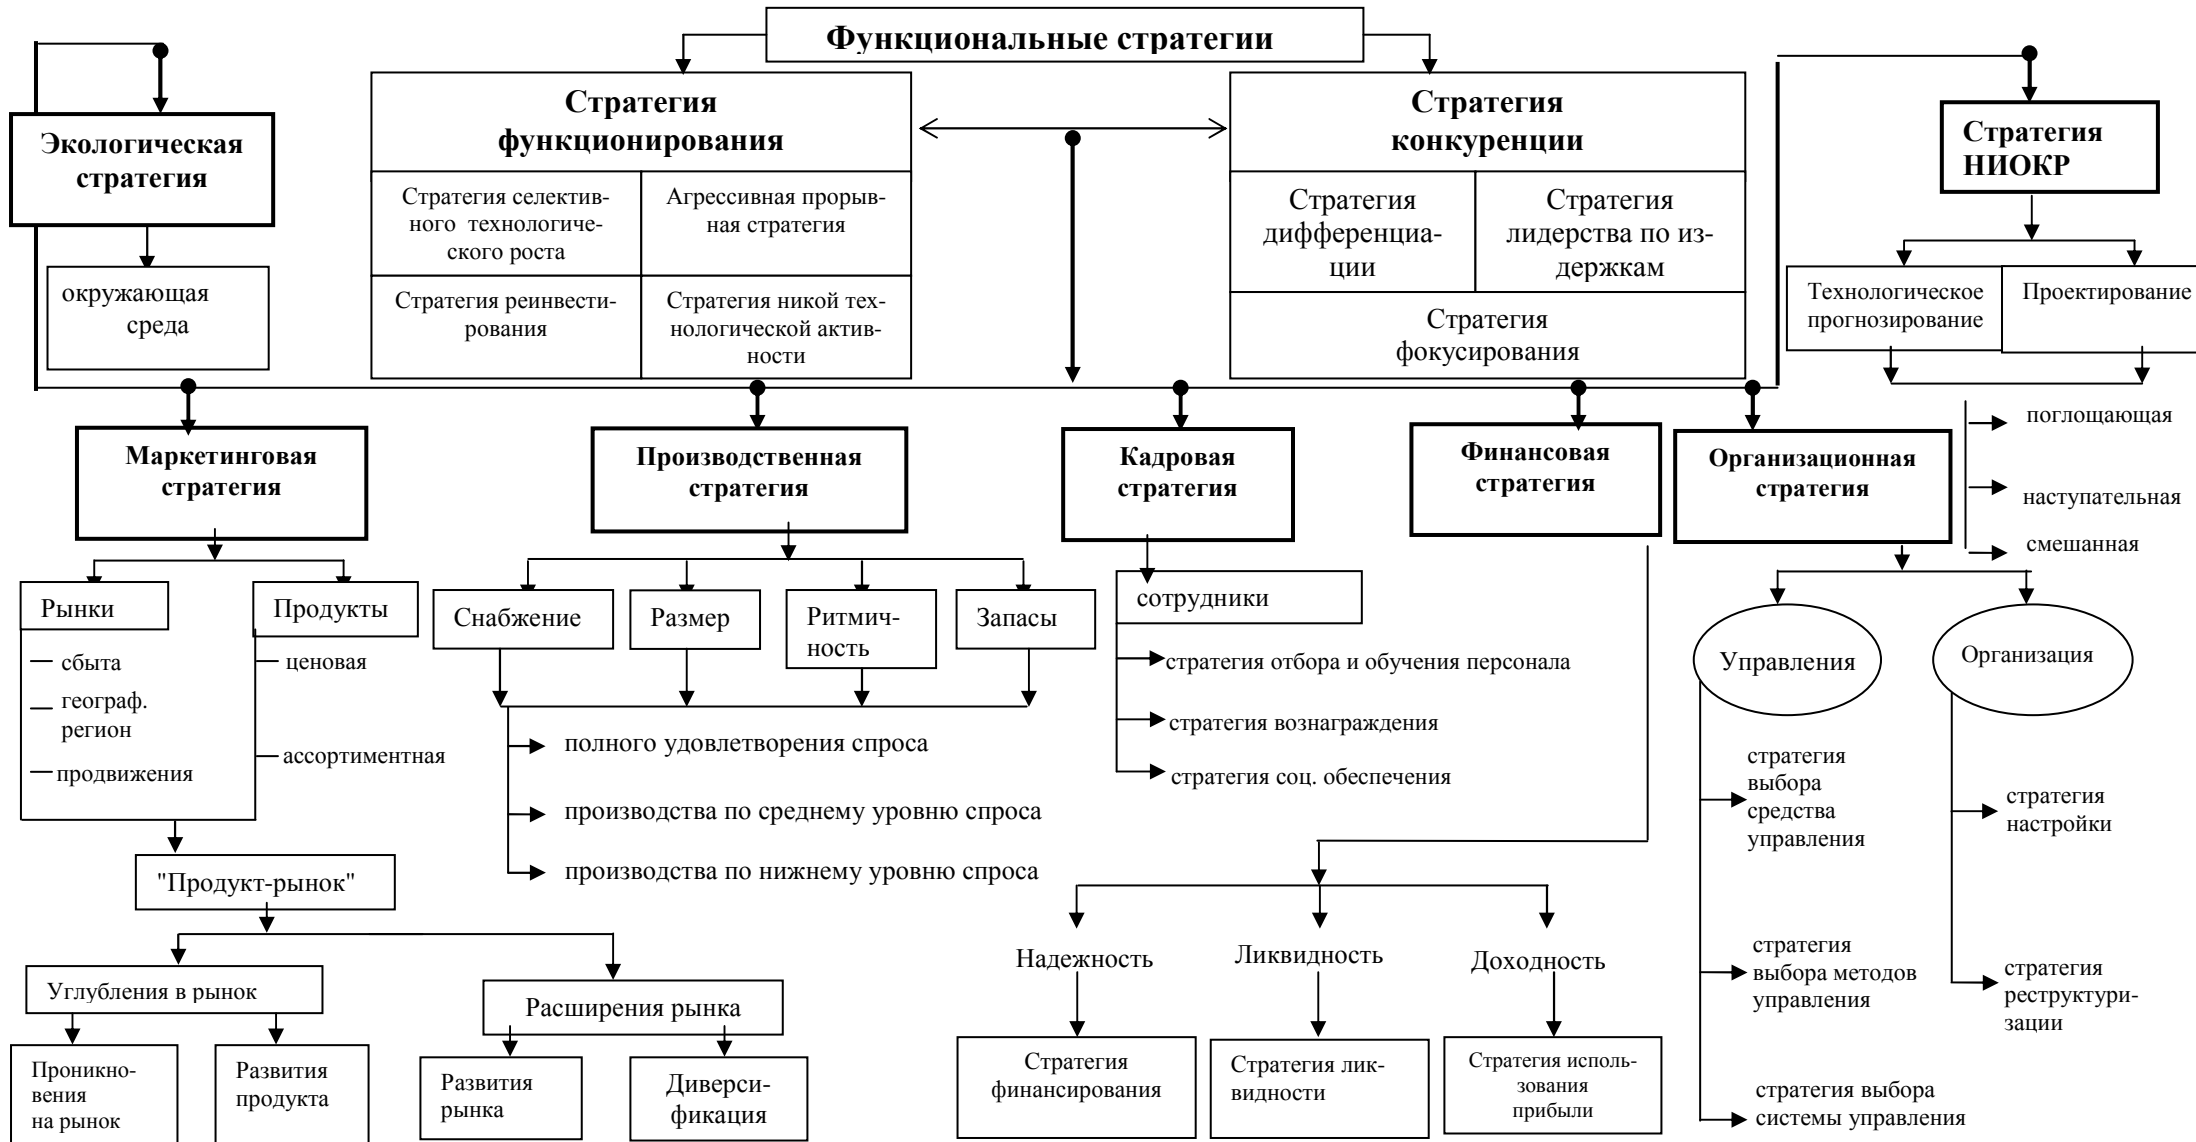 Функциональные стратегии
Экологическая
стратегия
окружающая
среда
Стратегия
функционирования
Стратегия селектив-
ного технологиче-
ского роста
Агрессивная прорыв-
ная стратегия
Стратегия реинвести-
рования
Стратегия никой тех-
нологической актив-
ности
Стратегия
конкуренции
Стратегия
дифференциа-
ции
Стратегия
лидерства по из-
держкам
Стратегия
фокусирования
Стратегия
НИОКР
Технологическое
прогнозирование
Проектирование
поглощающая
наступательная
смешанная
Маркетинговая
стратегия
Рынки
сбыта
географ.
регион
продвижения
Продукты
ценовая
ассортиментная
"Продукт-рынок"
Углубления в рынок
Проникно-
вения
на рынок
Развития
продукта
Расширения рынка
Развития
рынка
Диверси-
фикация
Производственная
стратегия
Снабжение
Размер
Ритмич-
ность
Запасы
полного удовлетворения спроса
производства по среднему уровню спроса
производства по нижнему уровню спроса
Кадровая
стратегия
сотрудники
стратегия отбора и обучения персонала
стратегия вознаграждения
стратегия соц. обеспечения
Финансовая
стратегия
Надежность
Ликвидность
Доходность
Стратегия
финансирования
Стратегия лик-
видности
Стратегия исполь-
зования
прибыли
Организационная
стратегия
Управления
стратегия
выбора
средства
управления
стратегия
выбора методов
управления
стратегия выбора
системы управления
Организация
стратегия
настройки
стратегия
реструктури-
зации